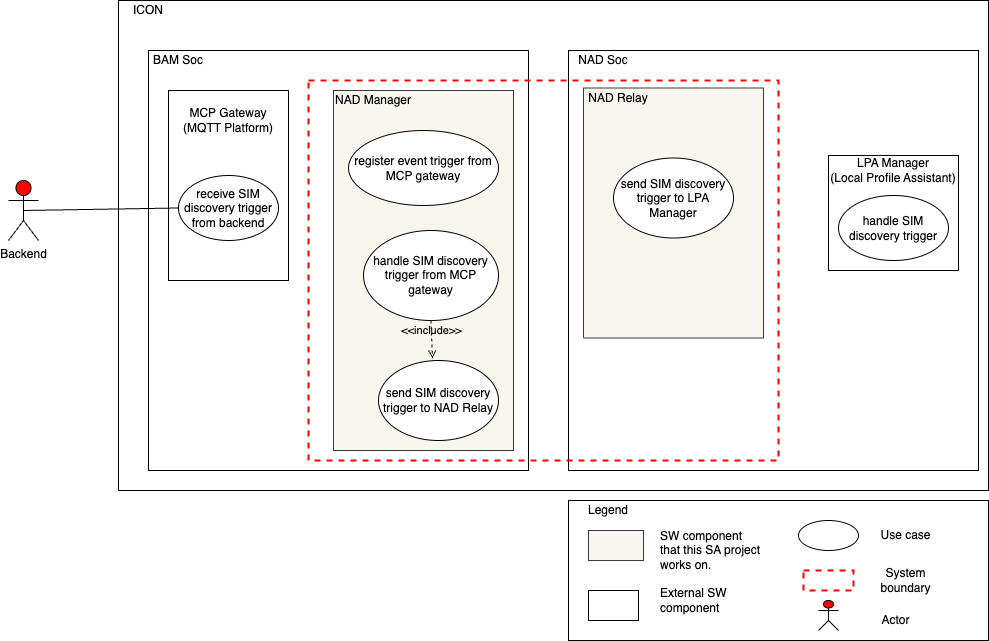 ICON
BAM Soc
NAD Soc
MCP Gateway
(MQTT Platform)
NAD Manager
NAD Relay
register event trigger from
MCP gateway
LPA Manager
(Local Profile Assistant)
receive SIM
discovery trigger
from backend
send SIM discovery
trigger to LPA
Manager
handle SIM
discovery trigger
Backend
handle SIM discovery
trigger from MCP
gateway
<<include>>
send SIM discovery
trigger to NAD Relay
Legend
SW component
that this SA project
works on.
Use case
System
boundary
External SW
component
Actor